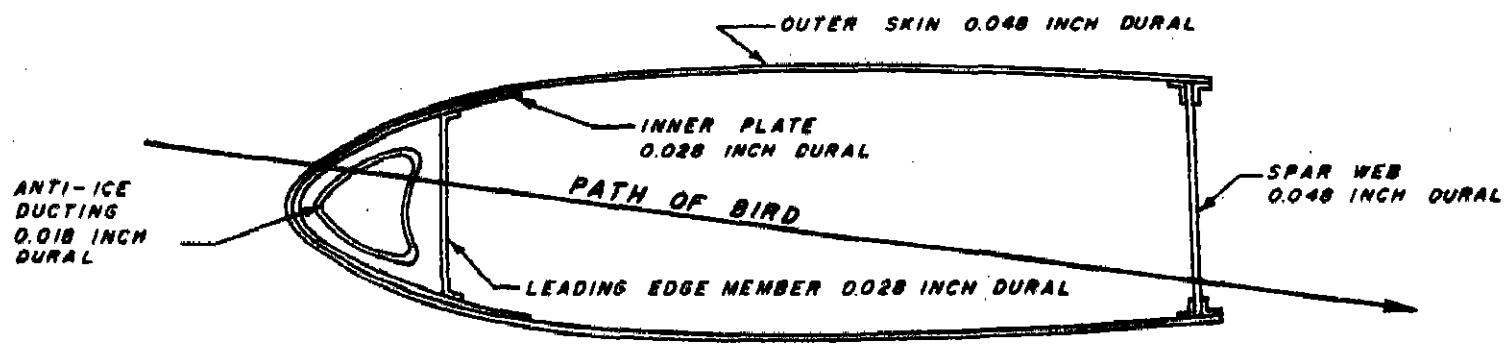 OUTER SKIN 0.048 INCH DURAL
INNER PLATE
0.028 INCH DURAL
ANTI-ICE
DUCTING
0.018 INCH
DURAL
PATH OF BIRD
SPAR WEB
0.048 INCH DURAL
LEADING EDGE MEMBER 0.028 INCH DURAL